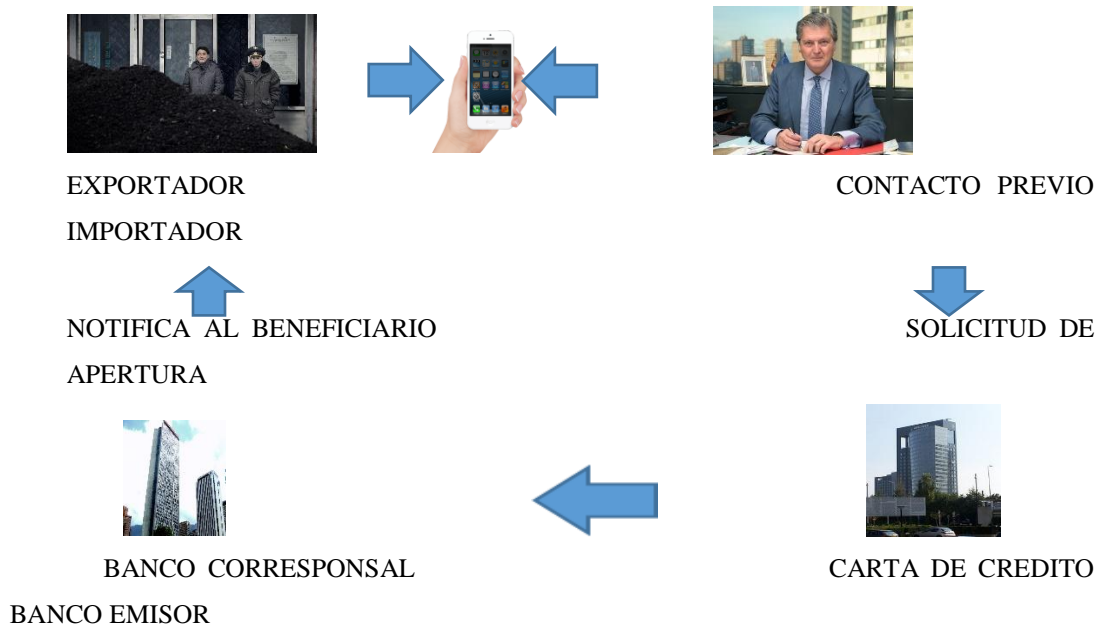 EXPORTADOR CONTACTO PREVIO
IMPORTADOR
NOTIFICA AL BENEFICIARIO SOLICITUD DE
APERTURA
BANCO CORRESPONSAL CARTA DE CREDITO
BANCO EMISOR